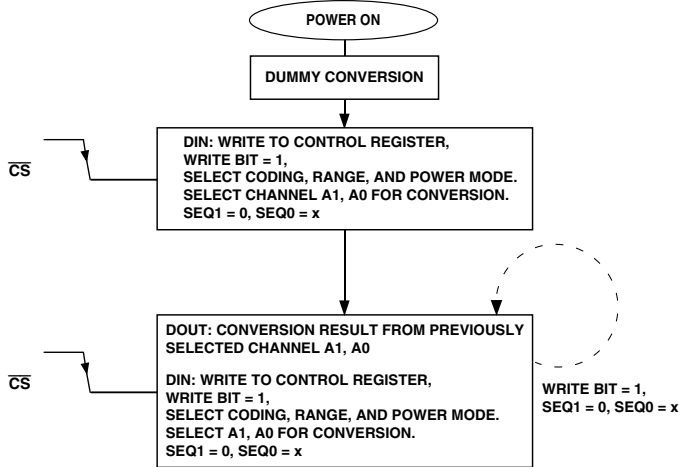 POWER ON
DUMMY CONVERSION
CS
DIN: WRITE TO CONTROL REGISTER,
WRITE BIT = 1,
SELECT CODING, RANGE, AND POWER MODE.
SELECT CHANNEL A1, A0 FOR CONVERSION.
SEQ1 = 0, SEQ0 = x
CS
DOUT: CONVERSION RESULT FROM PREVIOUSLY
SELECTED CHANNEL A1, A0
DIN: WRITE TO CONTROL REGISTER,
WRITE BIT = 1,
SELECT CODING, RANGE, AND POWER MODE.
SELECT A1, A0 FOR CONVERSION.
SEQ1 = 0, SEQ0 = x
WRITE BIT = 1,
SEQ1 = 0, SEQ0 = x